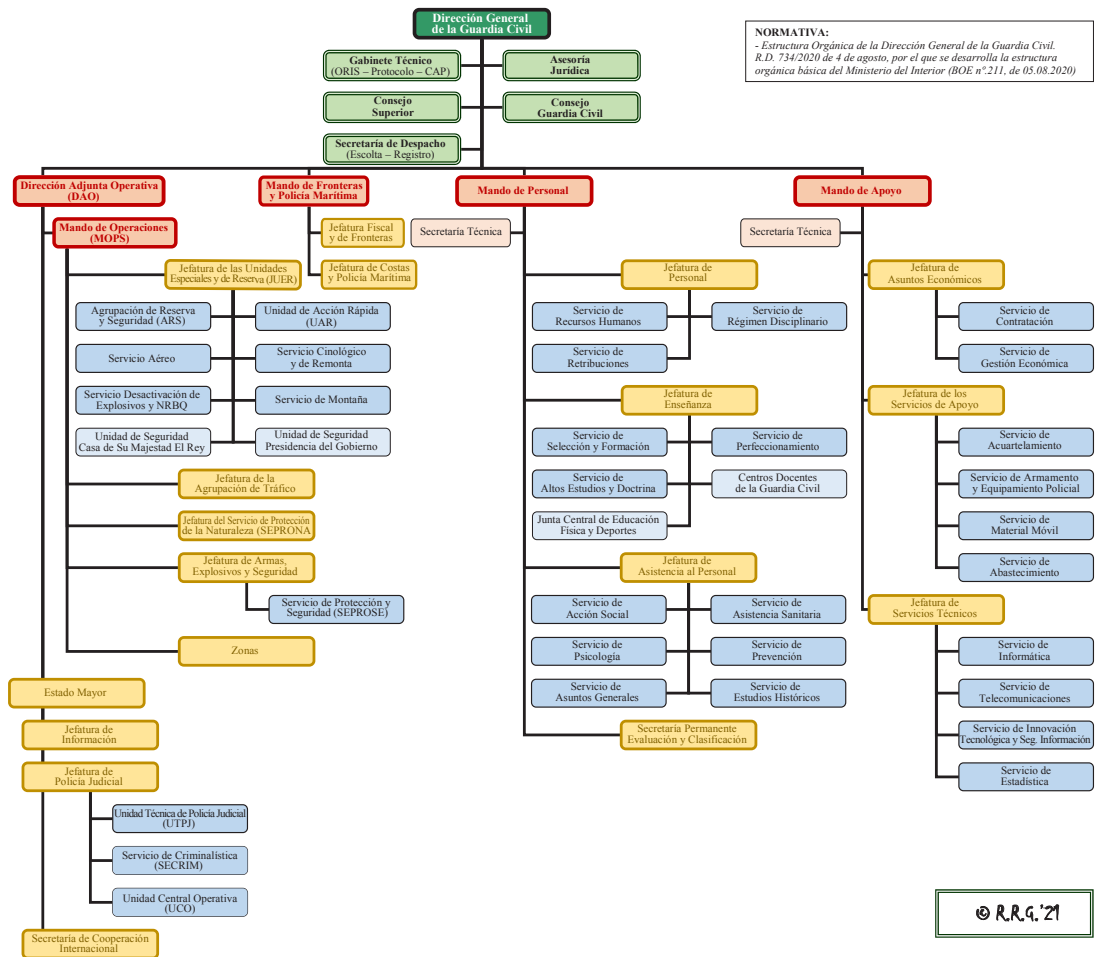 Dirección General
de la Guardia Civil
NORMATIVA:
- Estructura Orgánica de la Dirección General de la Guardia Civil.
R.D. 734/2020 de 4 de agosto, por el que se desarrolla la estructura
orgánica básica del Ministerio del Interior (BOE nº.211, de 05.08.2020)
Gabinete Técnico
(ORIS – Protocolo – CAP)
Asesoría
Jurídica
Consejo
Superior
Consejo
Guardia Civil
Secretaría de Despacho
(Escolta – Registro)
Dirección Adjunta Operativa
(DAO)
Mando de Operaciones
(MOPS)
Jefatura de las Unidades
Especiales y de Reserva (JUER)
Agrupación de Reserva
y Seguridad (ARS)
Unidad de Acción Rápida
(UAR)
Servicio Aéreo
Servicio Cinológico
y de Remonta
Servicio Desactivación de
Explosivos y NRBQ
Servicio de Montaña
Unidad de Seguridad
Casa de Su Majestad El Rey
Unidad de Seguridad
Presidencia del Gobierno
Jefatura de la
Agrupación de Tráfico
Jefatura del Servicio de Protección
de la Naturaleza (SEPRONA
Jefatura de Armas,
Explosivos y Seguridad
Servicio de Protección y
Seguridad (SEPROSE)
Zonas
Estado Mayor
Jefatura de
Información
Jefatura de
Policía Judicial
Unidad Técnica de Policía Judicial
(UTPJ)
Servicio de Criminalística
(SECRIM)
Unidad Central Operativa
(UCO)
Secretaría de Cooperación
Internacional
Mando de Fronteras
y Policía Marítima
Jefatura Fiscal
y de Fronteras
Jefatura de Costas
y Policía Marítima
Mando de Personal
Secretaría Técnica
Jefatura de
Personal
Servicio de
Recursos Humanos
Servicio de
Régimen Disciplinario
Servicio de
Retribuciones
Jefatura de
Enseñanza
Servicio de
Selección y Formación
Servicio de
Perfeccionamiento
Servicio de
Altos Estudios y Doctrina
Centros Docentes
de la Guardia Civil
Junta Central de Educación
Física y Deportes
Jefatura de
Asistencia al Personal
Servicio de
Acción Social
Servicio de
Asistencia Sanitaria
Servicio de
Psicología
Servicio de
Prevención
Servicio de
Asuntos Generales
Servicio de
Estudios Históricos
Secretaría Permanente
Evaluación y Clasificación
Mando de Apoyo
Secretaría Técnica
Jefatura de
Asuntos Económicos
Servicio de
Contratación
Servicio de
Gestión Económica
Jefatura de los
Servicios de Apoyo
Servicio de
Acuartelamiento
Servicio de Armamento
y Equipamiento Policial
Servicio de
Material Móvil
Servicio de
Abastecimiento
Jefatura de
Servicios Técnicos
Servicio de
Informática
Servicio de
Telecomunicaciones
Servicio de Innovación
Tecnológica y Seg. Información
Servicio de
Estadística
© R.R.G.'21